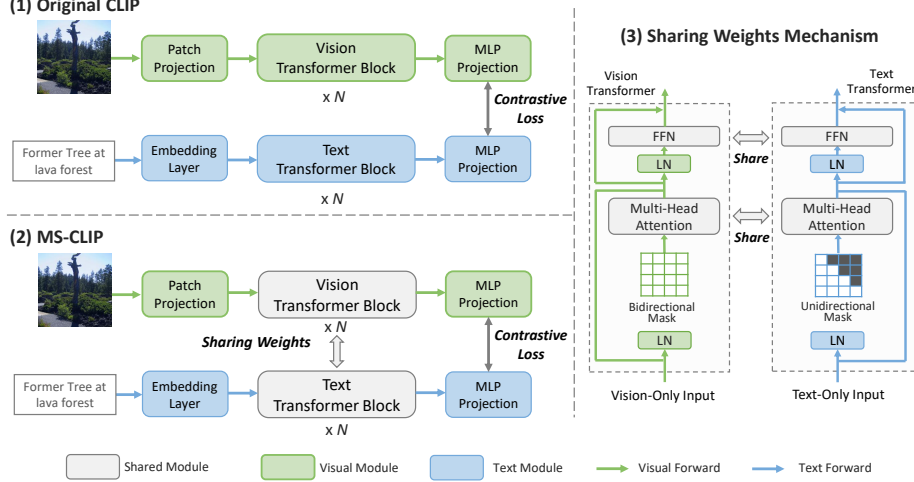 (1) Original CLIP
Patch
Projection
Vision
Transformer Block
x N
MLP
Projection
Contrastive
Loss
Former Tree at
lava forest
Embedding
Layer
Text
Transformer Block
x N
MLP
Projection
(2) MS-CLIP
Patch
Projection
Vision
Transformer Block
x N
MLP
Projection
Sharing Weights
Contrastive
Loss
Former Tree at
lava forest
Embedding
Layer
Text
Transformer Block
x N
MLP
Projection
(3) Sharing Weights Mechanism
Vision
Transformer
Text
Transformer
FFN
Share
FFN
LN
LN
Multi-Head
Attention
Share
Multi-Head
Attention
Bidirectional
Mask
Unidirectional
Mask
LN
LN
Vision-Only Input
Text-Only Input
Shared Module
Visual Module
Text Module
Visual Forward
Text Forward